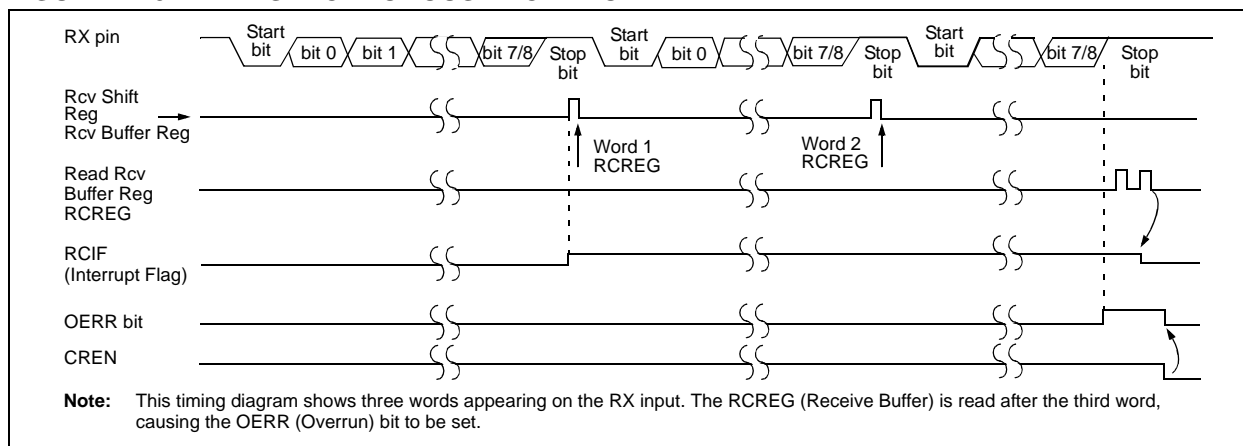 RX pin
Start
bit
bit 0
bit 1
bit 7/8
Stop
bit
Start
bit
bit 0
bit 7/8
Stop
bit
Start
bit
bit 7/8
Stop
bit
Rcv Shift
Reg
Rcv Buffer Reg
Word 1
RCREG
Word 2
RCREG
Read Rcv
Buffer Reg
RCREG
RCIF
(Interrupt Flag)
OERR bit
CREN
Note: This timing diagram shows three words appearing on the RX input. The RCREG (Receive Buffer) is read after the third word,
causing the OERR (Overrun) bit to be set.